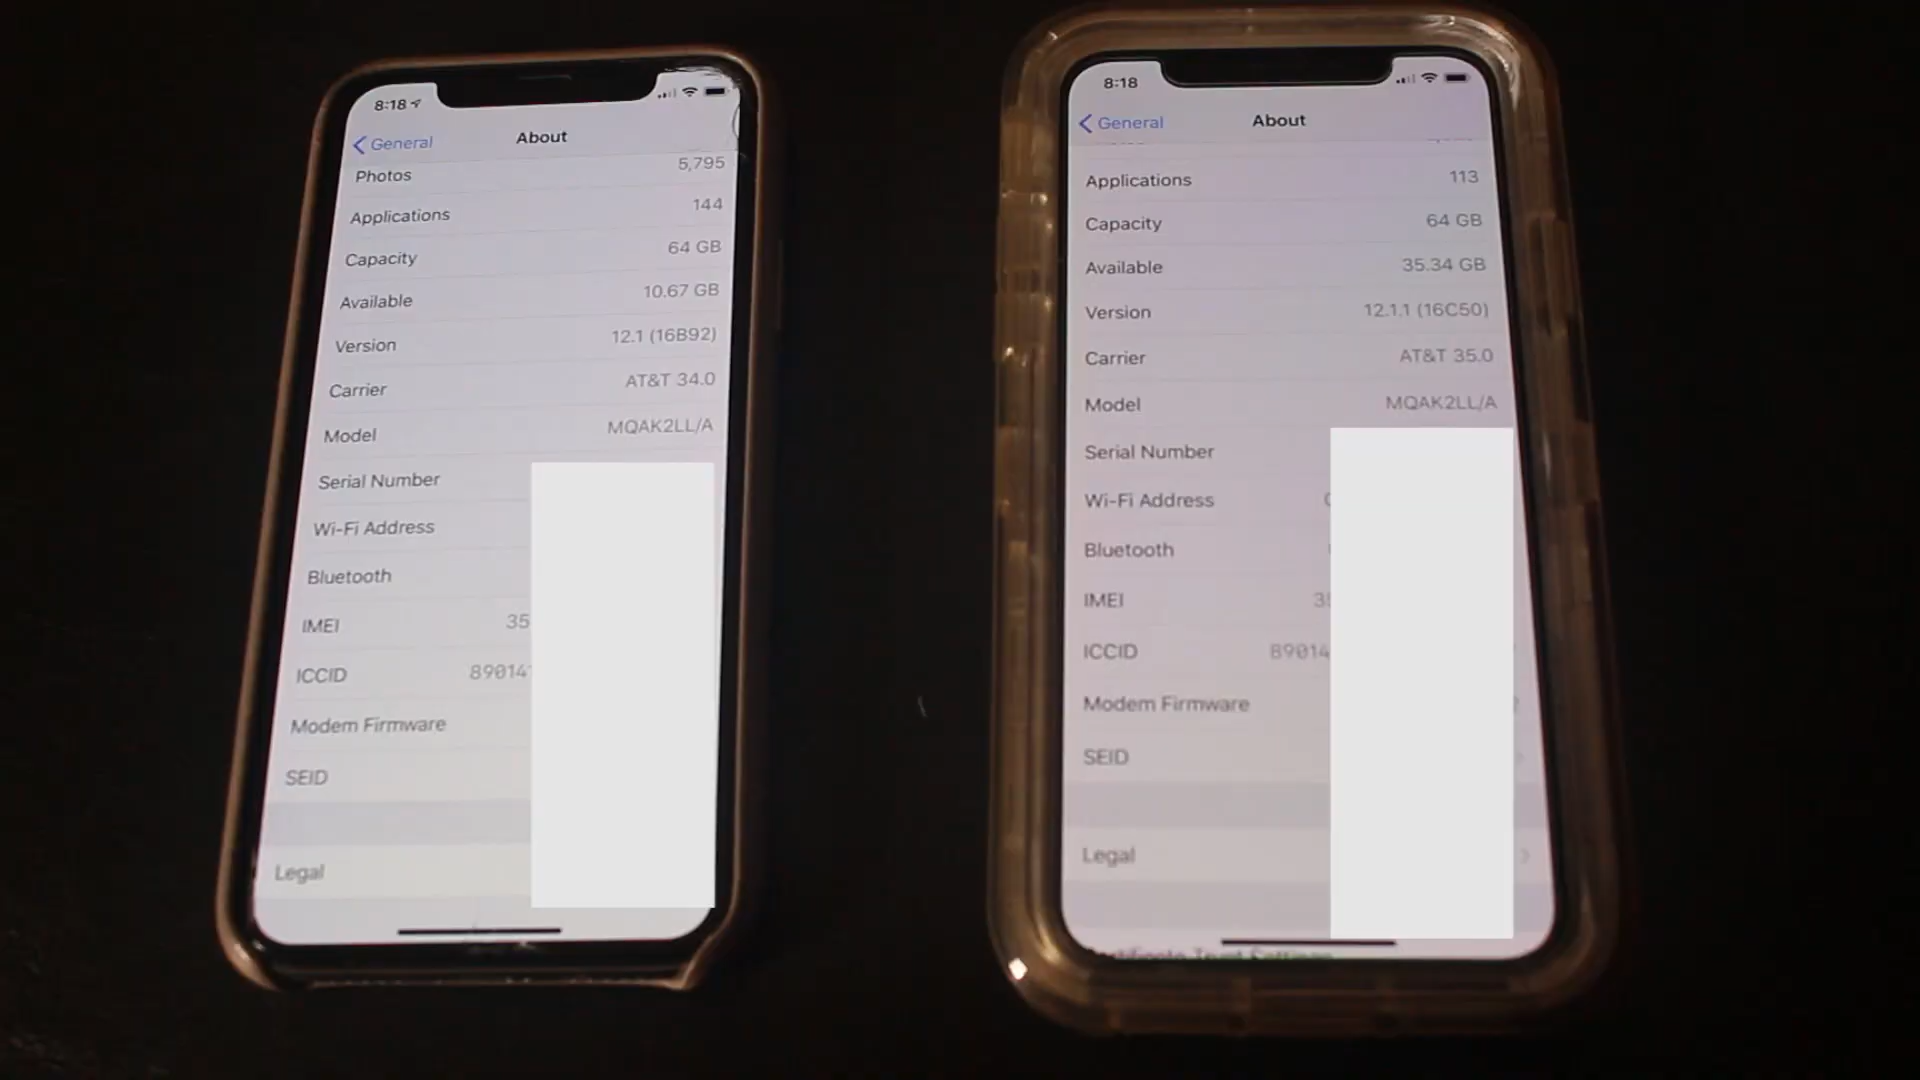 8:18
General
About
Photos
5,795
Applications
144
Capacity
64 GB
Available
10.67 GB
Version
12.1 (16B92)
Carrier
AT&T 34.0
Model
MQAK2LL/A
Serial Number
Wi-Fi Address
Bluetooth
IMEI
35
ICCID
89014
Modem Firmware
SEID
Legal
8:18
General
About
Applications
113
Capacity
64 GB
Available
35.34 GB
Version
12.1.1 (16C50)
Carrier
AT&T 35.0
Model
MQAK2LL/A
Serial Number
Wi-Fi Address
Bluetooth
IMEI
35
ICCID
89014
Modem Firmware
SEID
Legal
Certificate Trust Settings